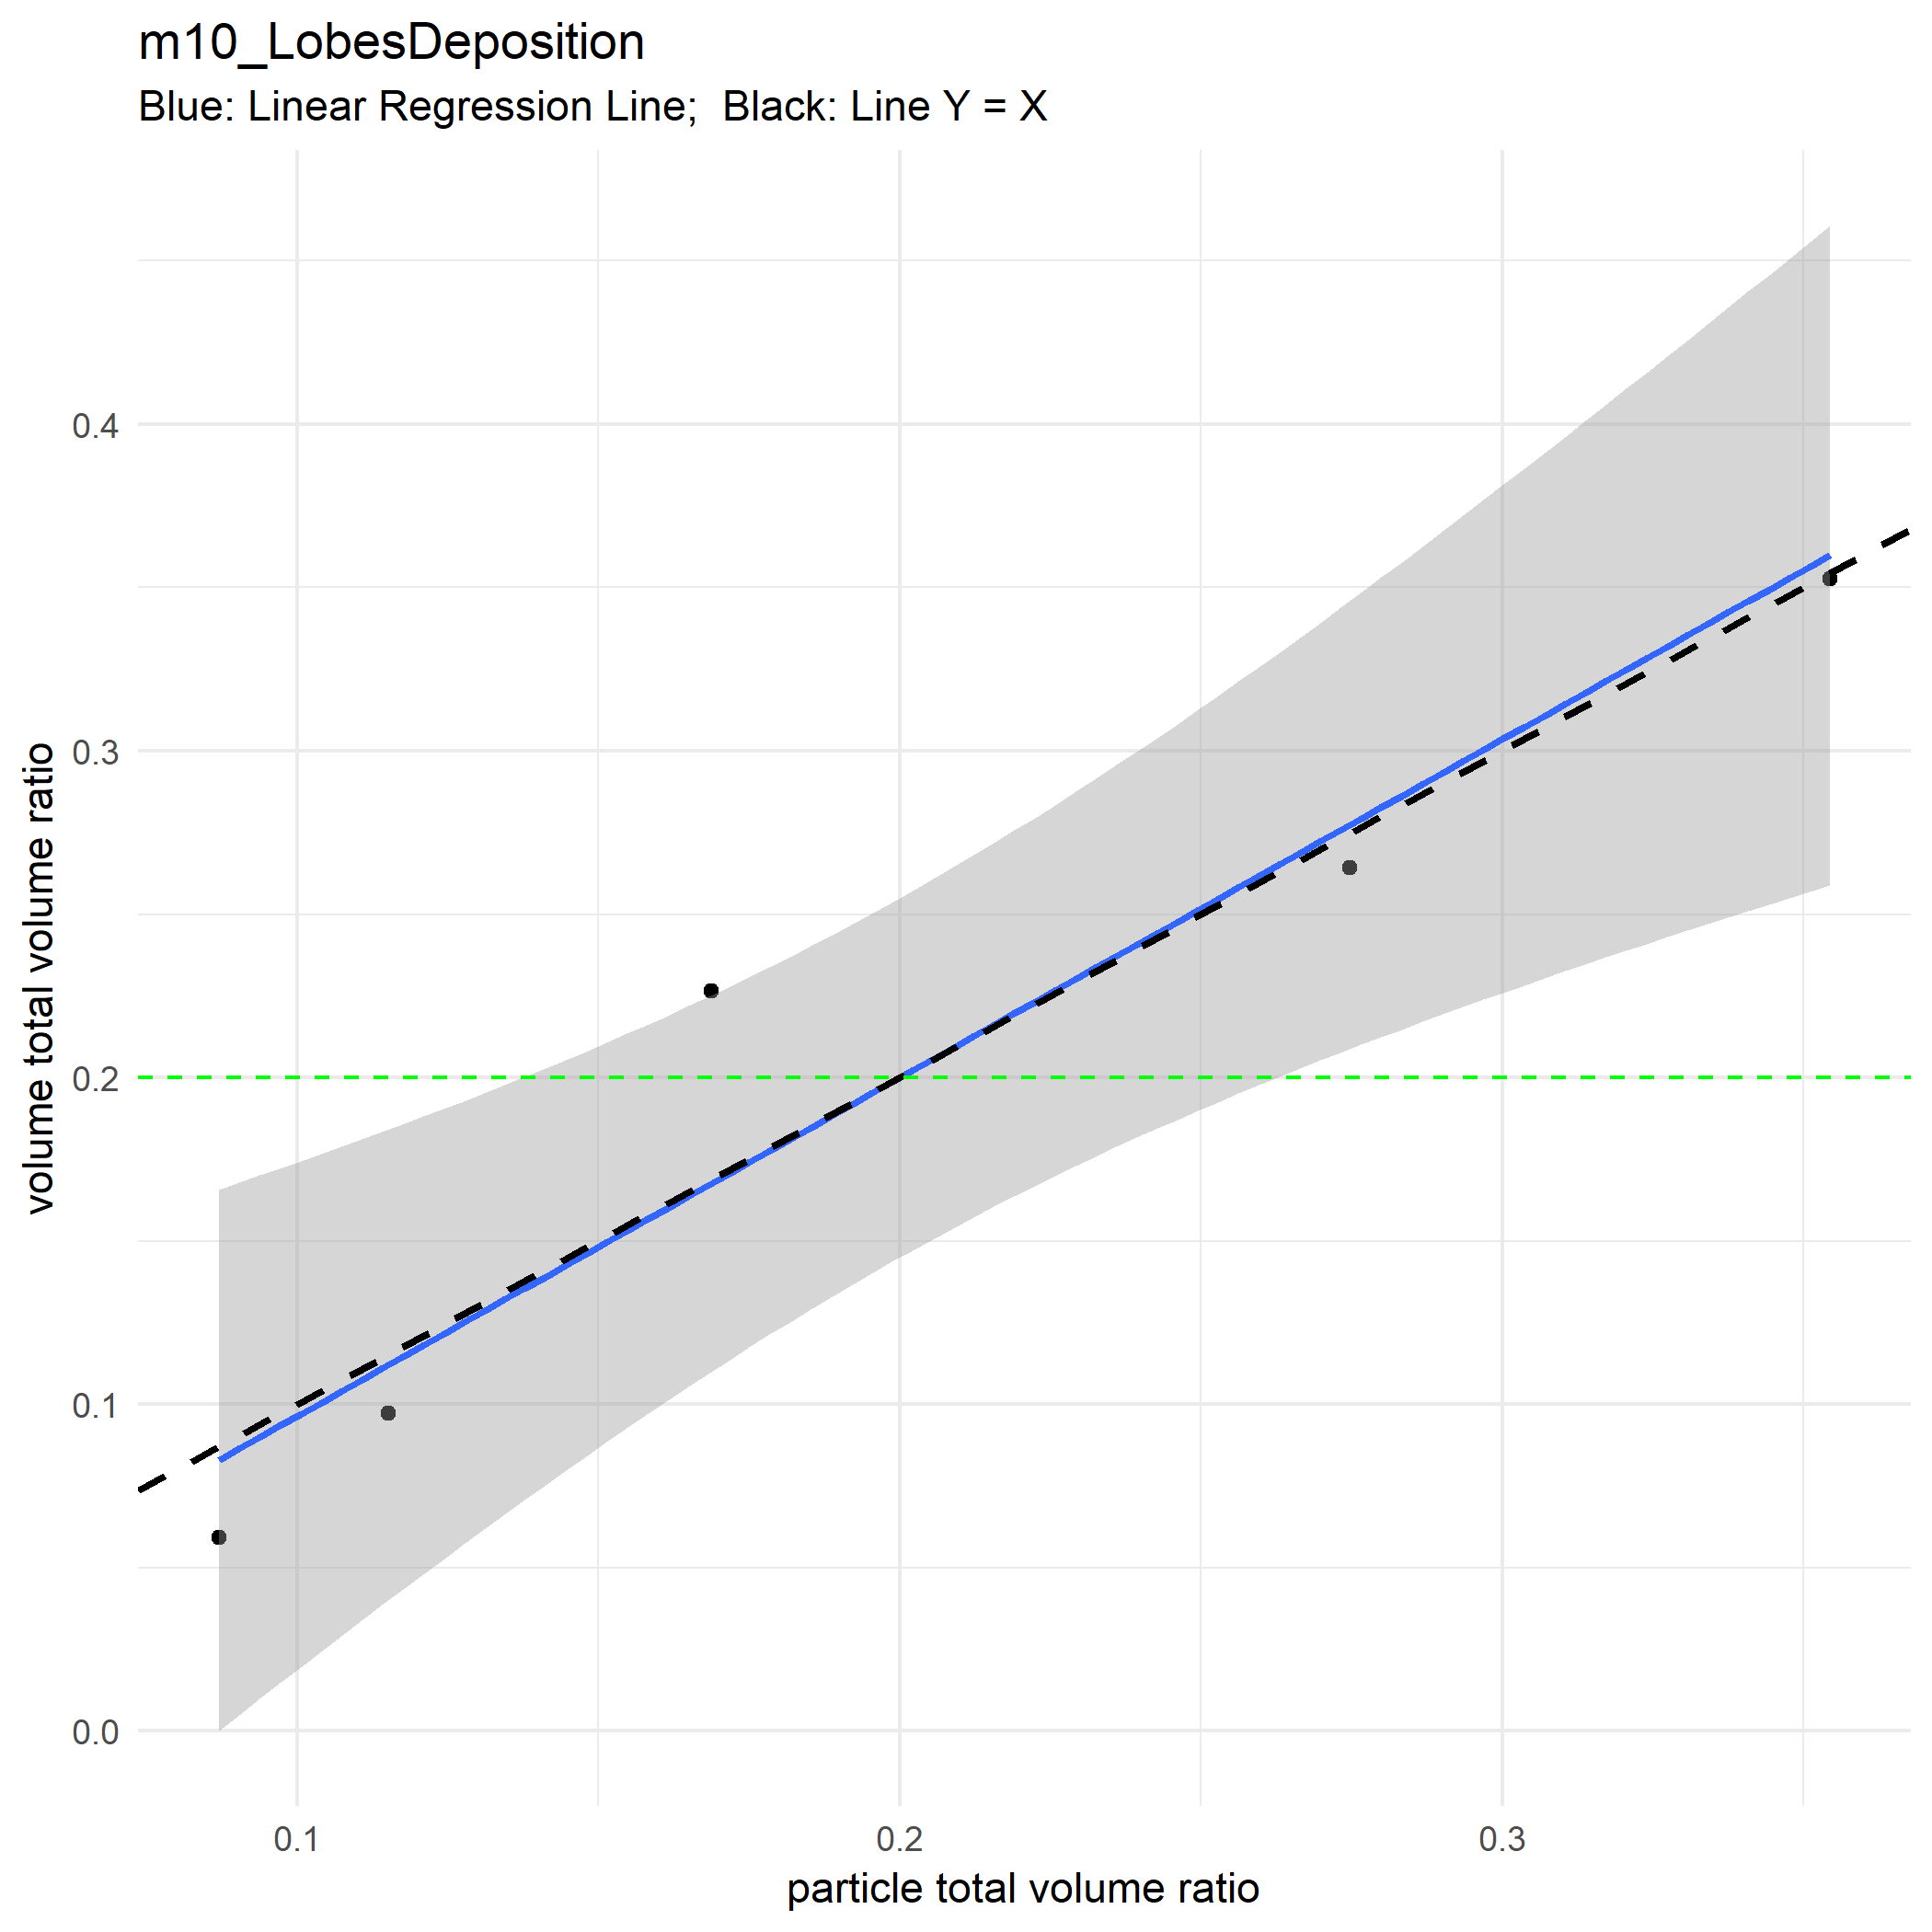 m10_LobesDeposition
Blue: Linear Regression Line;  Black: Line Y = X
volume total volume ratio
0.4
0.3
0.2
0.1
0.0
0.1
0.2
0.3
particle total volume ratio